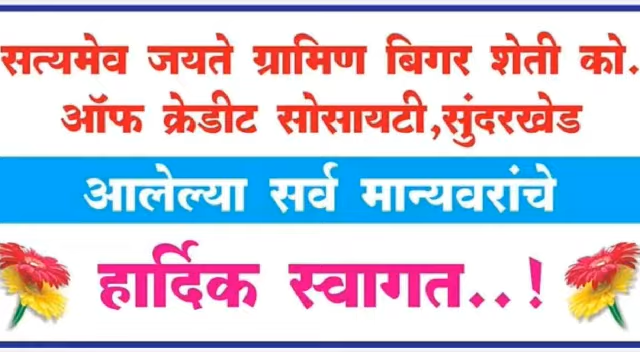 सत्यमेव जयते ग्रामिण बिगर शेती को.
ऑफ क्रेडीट सोसायटी,सुंदरखेड
आलेल्या सर्व मान्यवरांचे
हार्दिक स्वागत..!